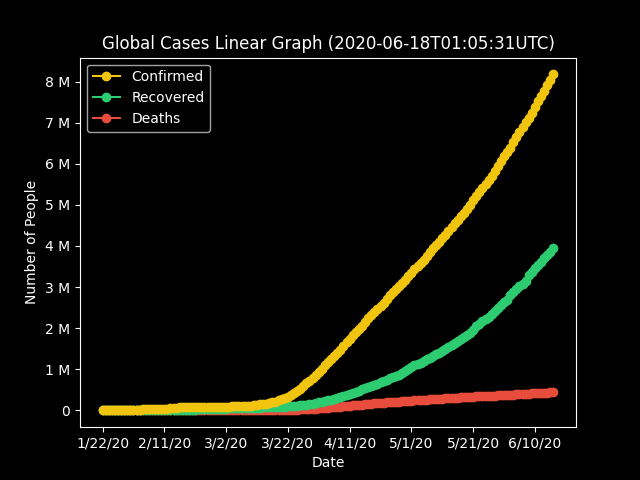 Global Cases Linear Graph (2020-06-18T01:05:31UTC)
Confirmed
Recovered
Deaths
8 M
7 M
6 M
5 M
4 M
3 M
2 M
1 M
0
Number of People
1/22/20 2/11/20 3/2/20 3/22/20 4/11/20 5/1/20 5/21/20 6/10/20
Date